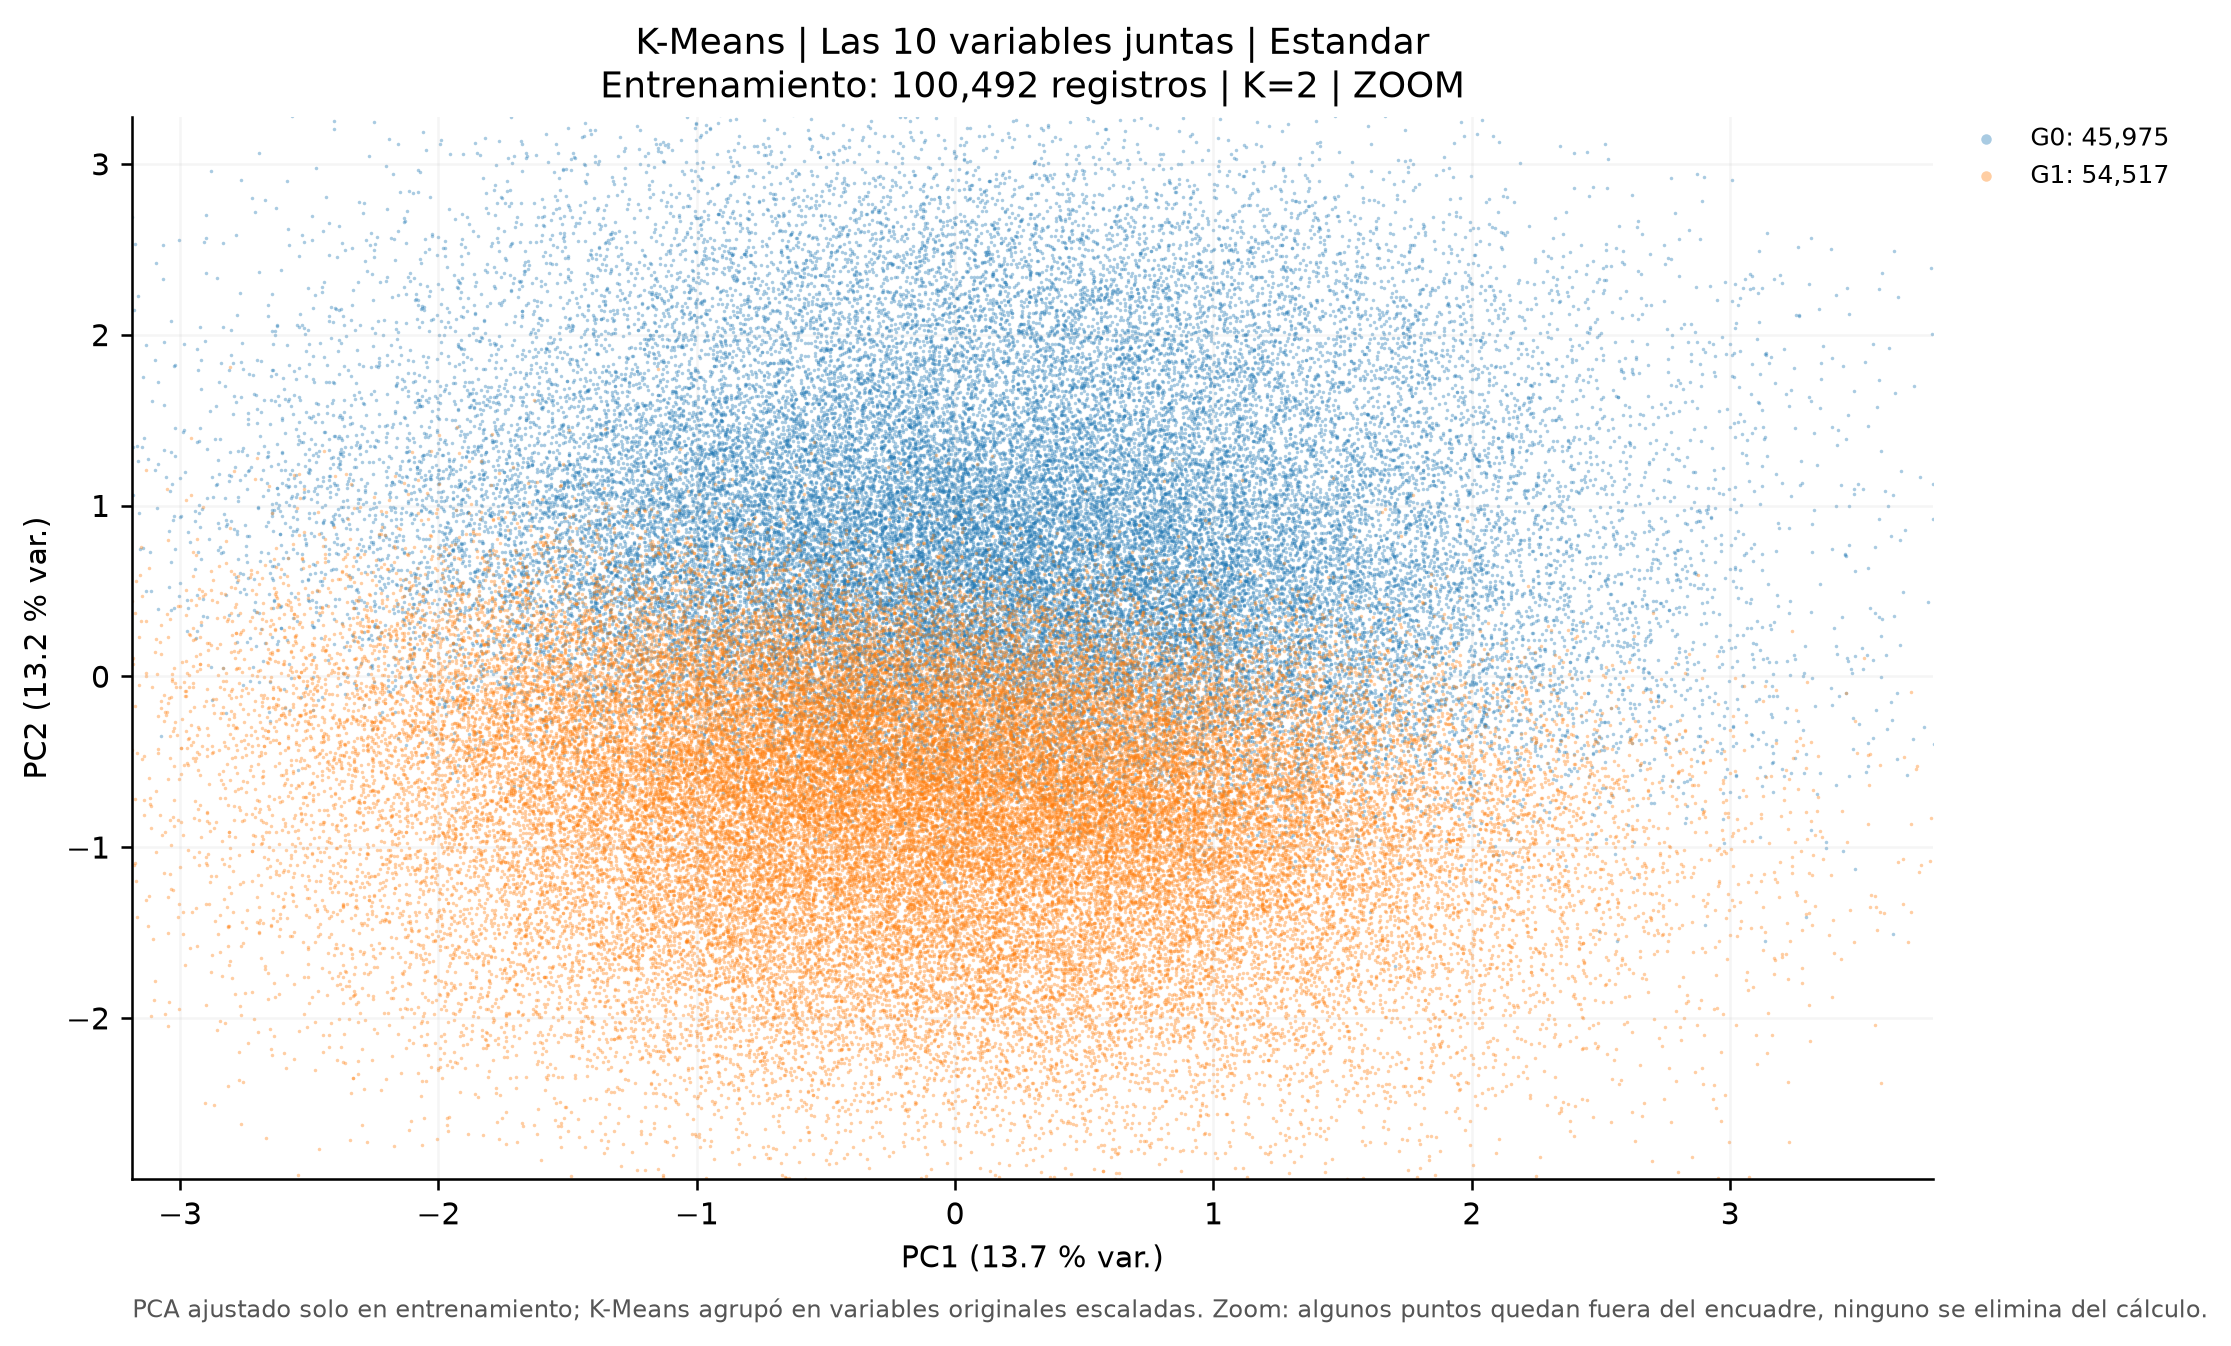 K-Means | Las 10 variables juntas | Estandar
Entrenamiento: 100,492 registros | K=2 | ZOOM
G0: 45,975
G1: 54,517
3
2
1
0
−1
−2
PC2 (13.2 % var.)
−3
−2
−1
0
1
2
3
PC1 (13.7 % var.)
PCA ajustado solo en entrenamiento; K-Means agrupó en variables originales escaladas. Zoom: algunos puntos quedan fuera del encuadre, ninguno se elimina del cálculo.